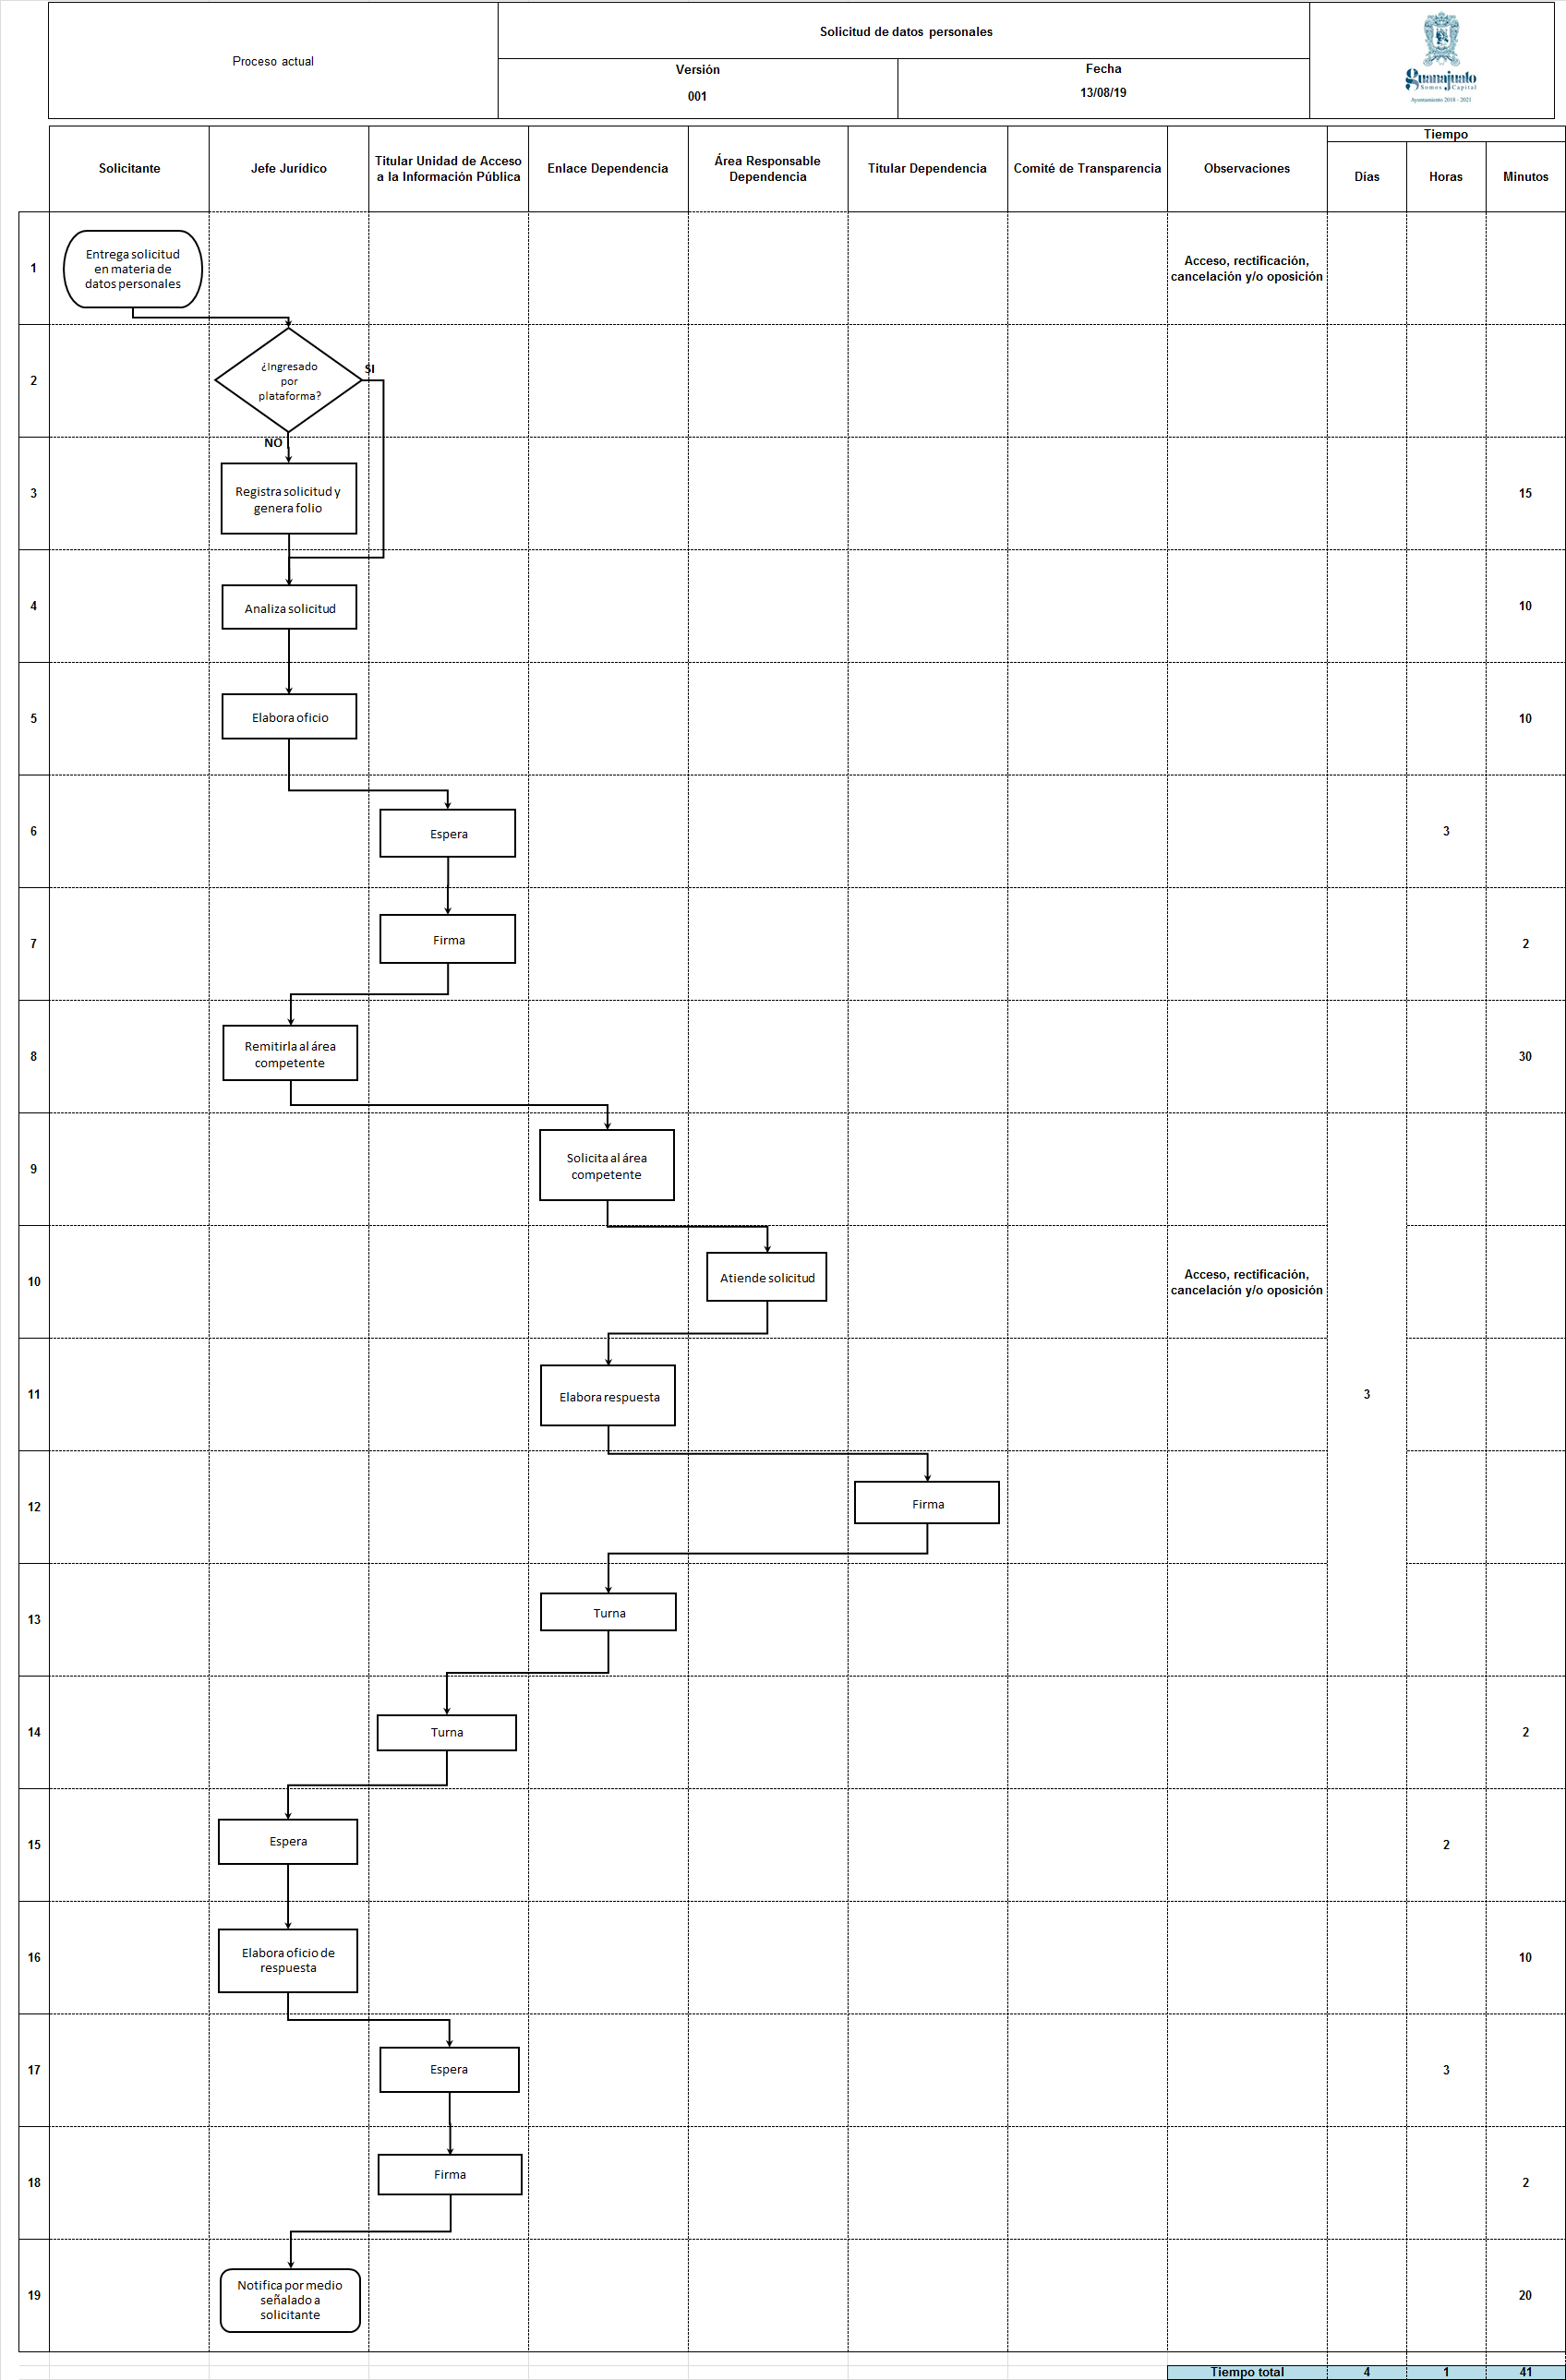 Proceso actual
Solicitud de datos personales
Versión
001
Fecha
13/08/19
Guanajuato
Somos Capital
Ayuntamiento 2018 - 2021
Tiempo
Solicitante
Jefe Jurídico
Titular Unidad de Acceso
a la Información Pública
Enlace Dependencia
Área Responsable
Dependencia
Titular Dependencia
Comité de Transparencia
Observaciones
Días
Horas
Minutos
1
Entrega solicitud
en materia de
datos personales
Acceso, rectificación,
cancelación y/o oposición
2
¿Ingresado
por
plataforma?
SI
NO
3
Registra solicitud y
genera folio
15
4
Analiza solicitud
10
5
Elabora oficio
10
6
Espera
3
7
Firma
2
8
Remitirla al área
competente
30
9
Solicita al área
competente
10
Atiende solicitud
Acceso, rectificación,
cancelación y/o oposición
11
Elabora respuesta
3
12
Firma
13
Turna
14
Turna
2
15
Espera
2
16
Elabora oficio de
respuesta
10
17
Espera
3
18
Firma
2
19
Notifica por medio
señalado a
solicitante
20
Tiempo total
4
1
41